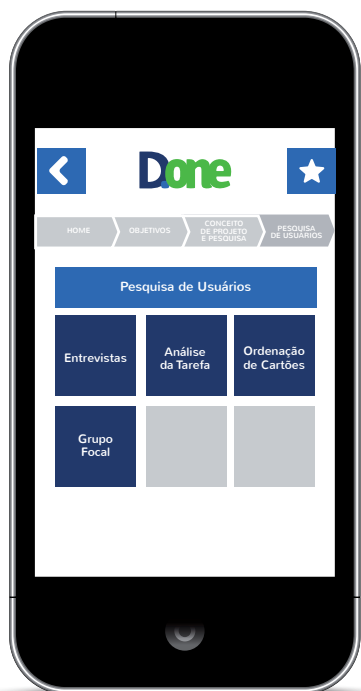 D.one
HOME
OBJETIVOS
CONCEITO
DE PROJETO
E PESQUISA
PESQUISA
DE USUÁRIOS
Pesquisa de Usuários
Entrevistas
Análise
da Tarefa
Ordenação
de Cartões
Grupo
Focal